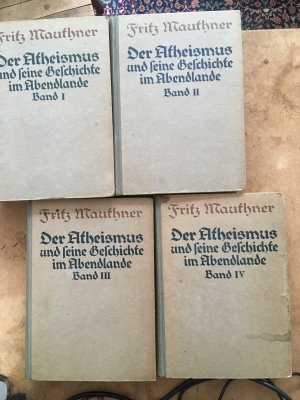 Fritz Mauthner
Der Atheismus
und seine Geschichte
im Abendlande
Band I
Fritz Mauthner
Der Atheismus
und seine Geschichte
im Abendlande
Band II
Fritz Mauthner
Der Atheismus
und seine Geschichte
im Abendlande
Band III
Fritz Mauthner
Der Atheismus
und seine Geschichte
im Abendlande
Band IV